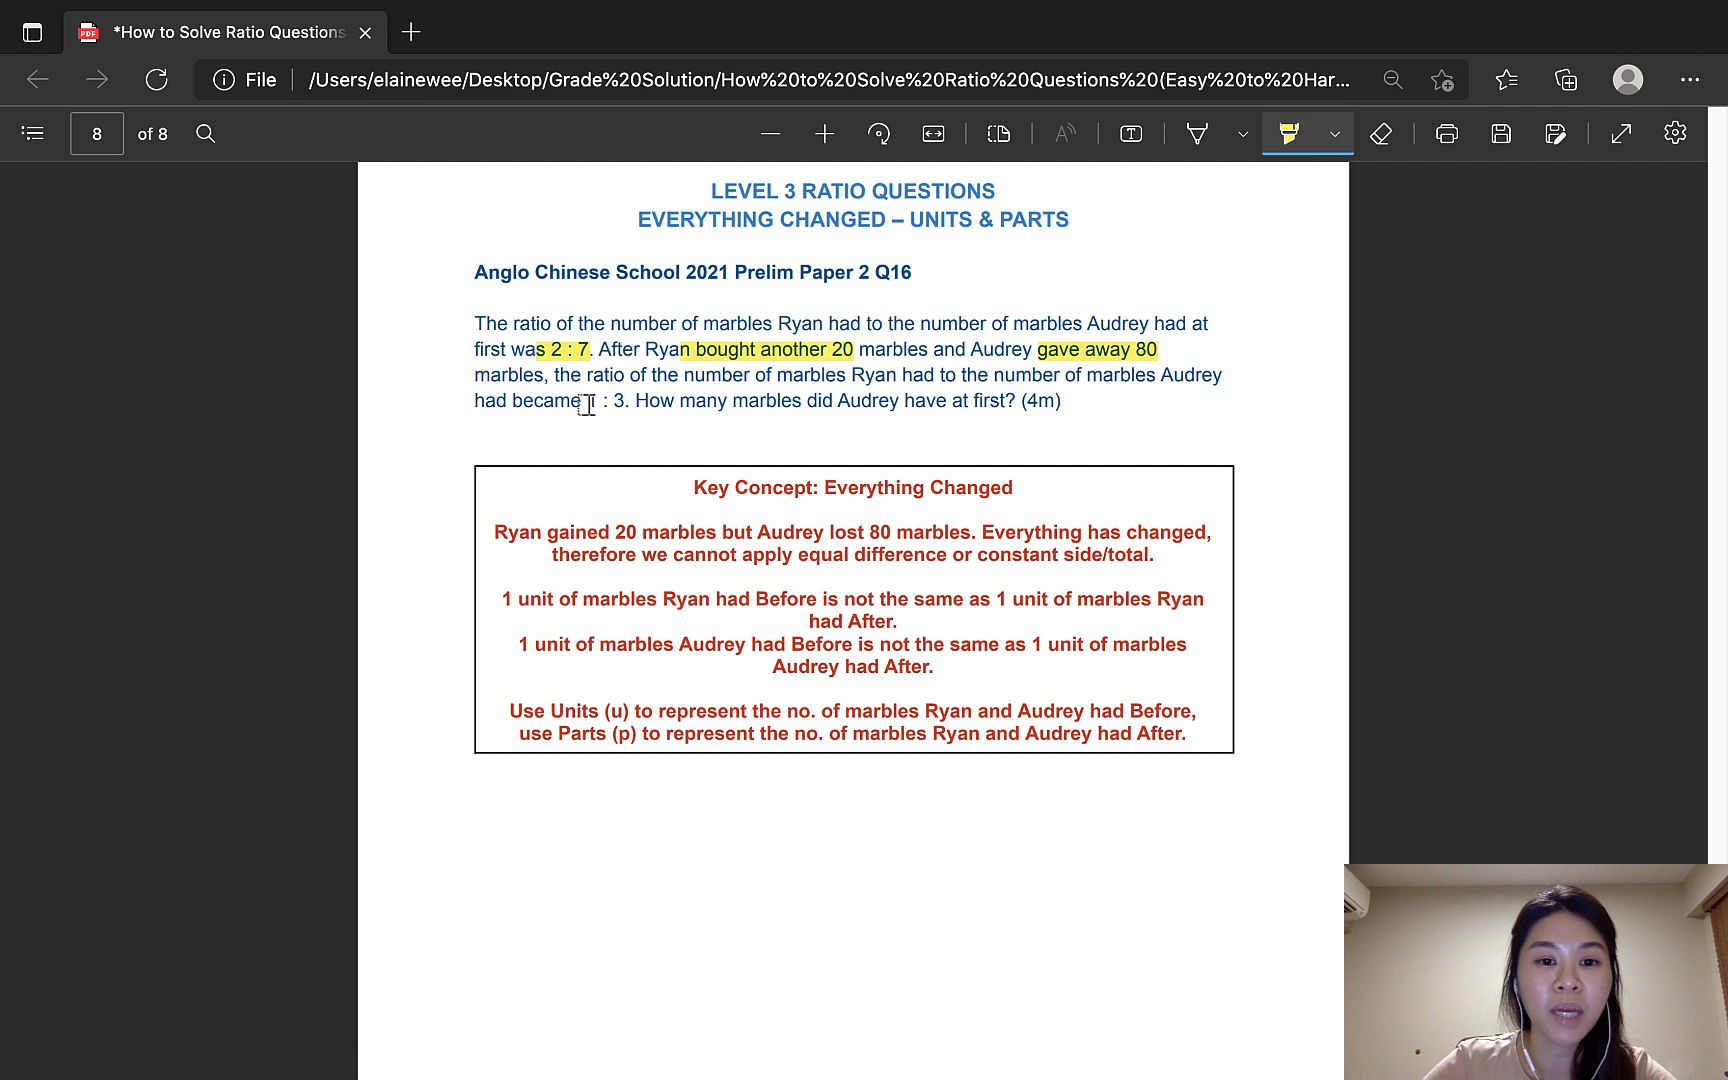 *How to Solve Ratio Questions
File
/Users/elainewee/Desktop/Grade%20Solution/How%20to%20Solve%20Ratio%20Questions%20(Easy%20to%20Har...
8 of 8
LEVEL 3 RATIO QUESTIONS
EVERYTHING CHANGED – UNITS & PARTS
Anglo Chinese School 2021 Prelim Paper 2 Q16
The ratio of the number of marbles Ryan had to the number of marbles Audrey had at
first was 2 : 7. After Ryan bought another 20 marbles and Audrey gave away 80
marbles, the ratio of the number of marbles Ryan had to the number of marbles Audrey
had became : 3. How many marbles did Audrey have at first? (4m)
Key Concept: Everything Changed
Ryan gained 20 marbles but Audrey lost 80 marbles. Everything has changed,
therefore we cannot apply equal difference or constant side/total.
1 unit of marbles Ryan had Before is not the same as 1 unit of marbles Ryan
had After.
1 unit of marbles Audrey had Before is not the same as 1 unit of marbles
Audrey had After.
Use Units (u) to represent the no. of marbles Ryan and Audrey had Before,
use Parts (p) to represent the no. of marbles Ryan and Audrey had After.